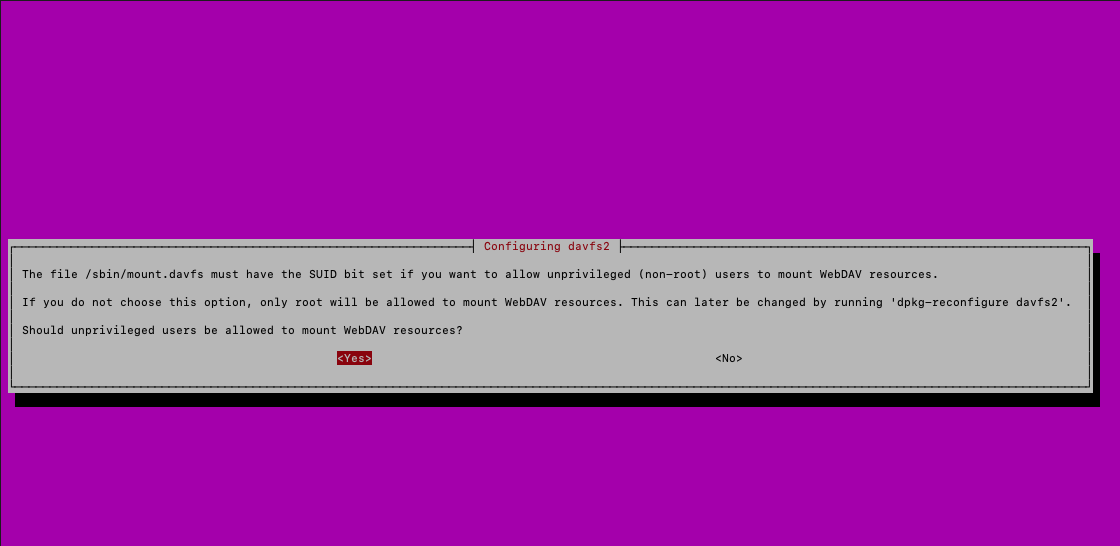 Configuring davfs2
The file /sbin/mount.davfs must have the SUID bit set if you want to allow unprivileged (non-root) users to mount WebDAV resources.
If you do not choose this option, only root will be allowed to mount WebDAV resources. This can later be changed by running 'dpkg-reconfigure davfs2'.
Should unprivileged users be allowed to mount WebDAV resources?
<Yes> <No>